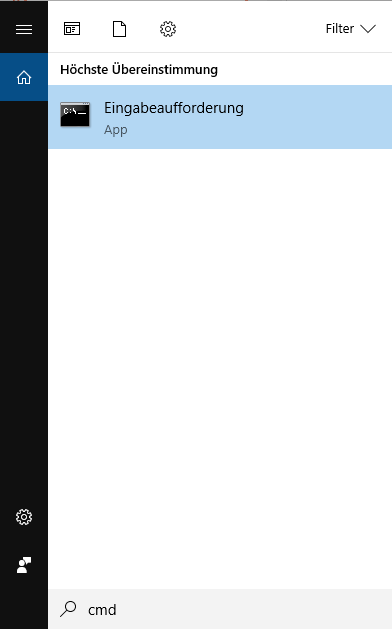 Filter
Höchste Übereinstimmung
Eingabeaufforderung
App
cmd